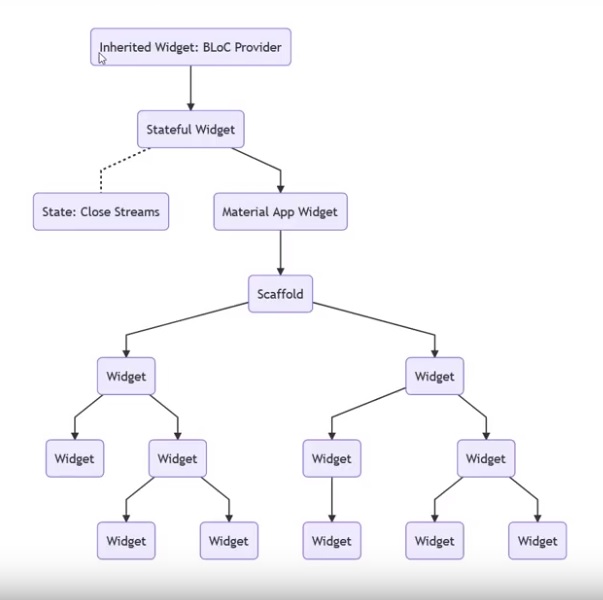 Inherited Widget: BLoC Provider
Stateful Widget
State: Close Streams
Material App Widget
Scaffold
Widget
Widget
Widget
Widget
Widget
Widget
Widget
Widget
Widget
Widget
Widget